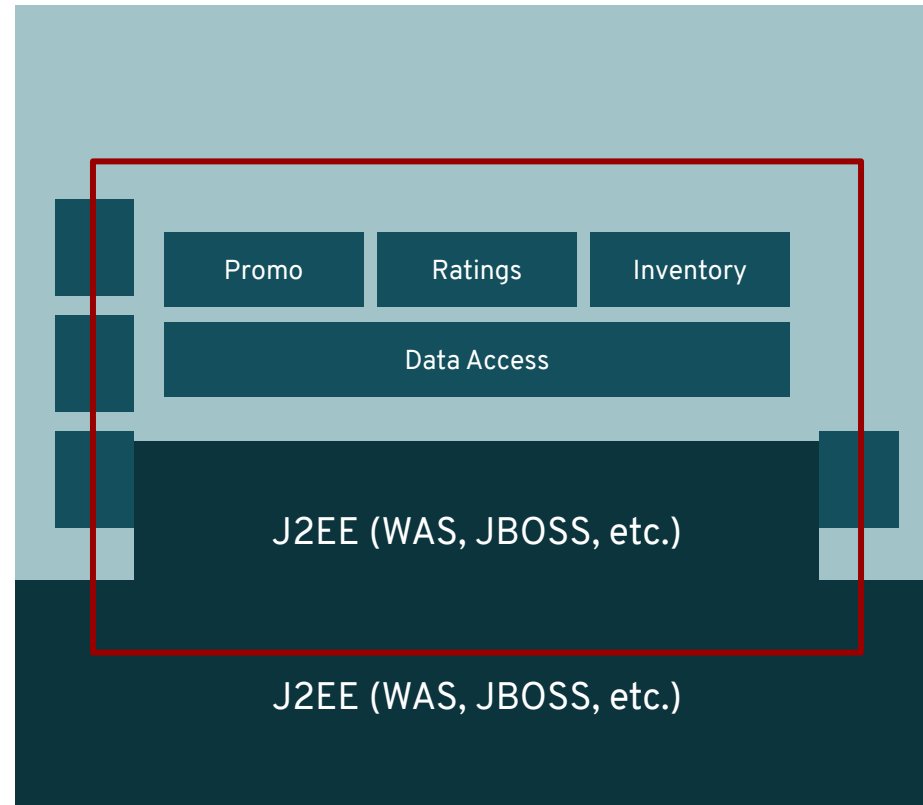 Promo
Ratings
Inventory
Data Access
J2EE (WAS, JBOSS, etc.)
J2EE (WAS, JBOSS, etc.)